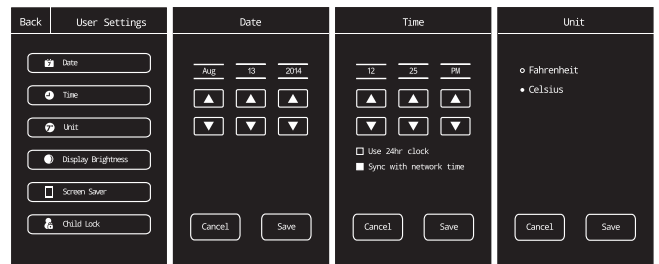 Back User Settings
Date
Time
Unit
Display Brightness
Screen Saver
Child Lock
Date
Aug 13 2014
Cancel Save
Time
12 25 PM
Use 24hr clock
Sync with network time
Cancel Save
Unit
Fahrenheit
Celsius
Cancel Save